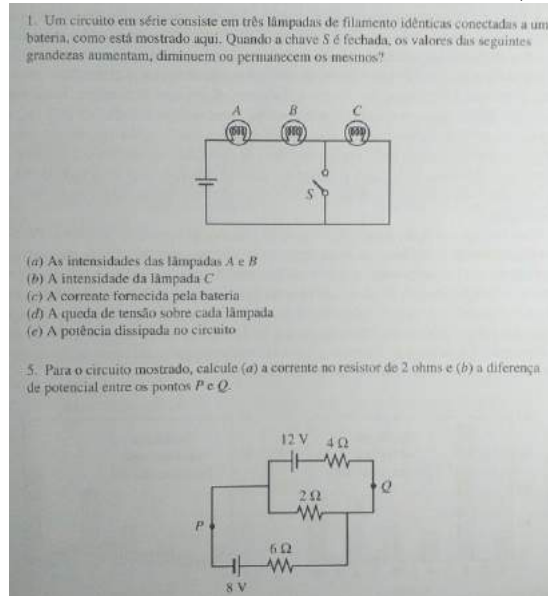 1. Um circuito em série consiste em três lâmpadas de filamento idênticas conectadas a um
bateria, como está mostrado aqui. Quando a chave S é fechada, os valores das seguintes
grandezas aumentam, diminuem ou permanecem os mesmos?
A B C
S
(a) As intensidades das lâmpadas A e B
(b) A intensidade da lâmpada C
(c) A corrente fornecida pela bateria
(d) A queda de tensão sobre cada lâmpada
(e) A potência dissipada no circuito
5. Para o circuito mostrado, calcule (a) a corrente no resistor de 2 ohms e (b) a diferença
de potencial entre os pontos P e Q.
12 V 4 Ω
Q
2 Ω
P
6 Ω
8 V